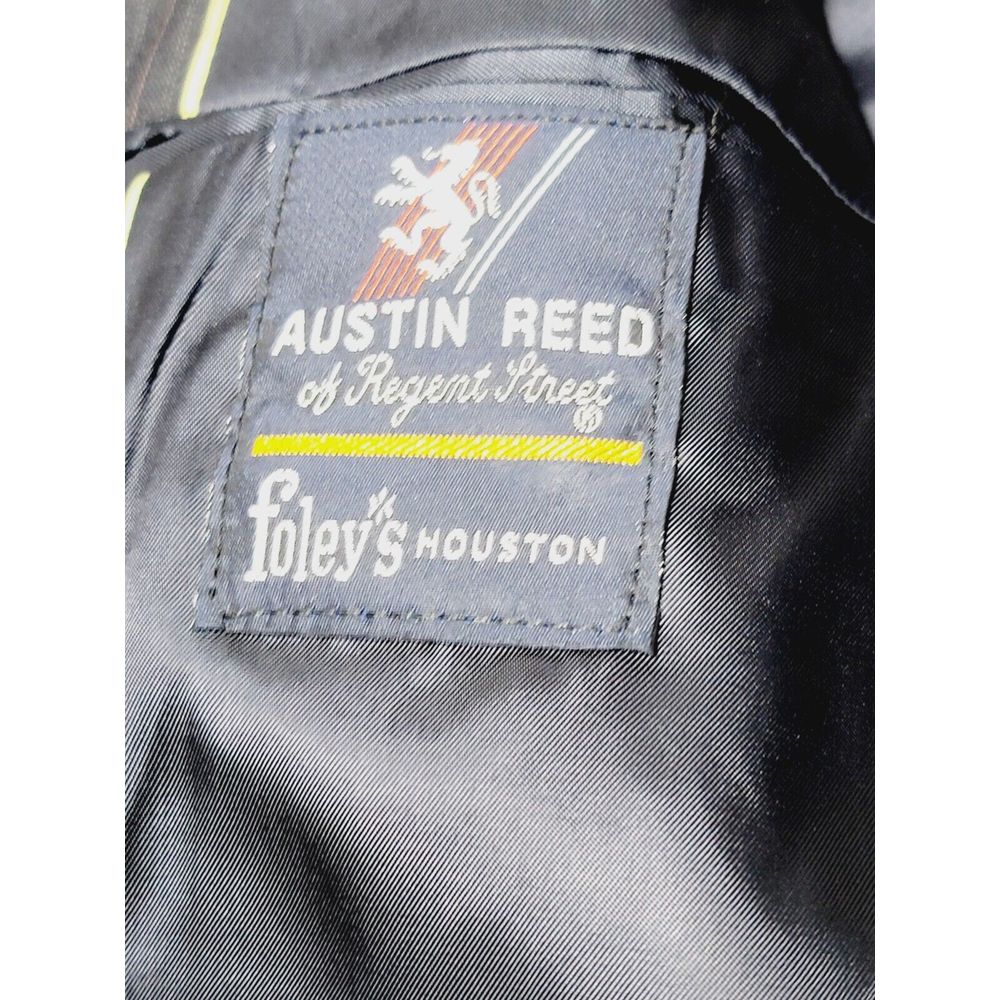 AUSTIN REED
of Regent Street
foley's HOUSTON